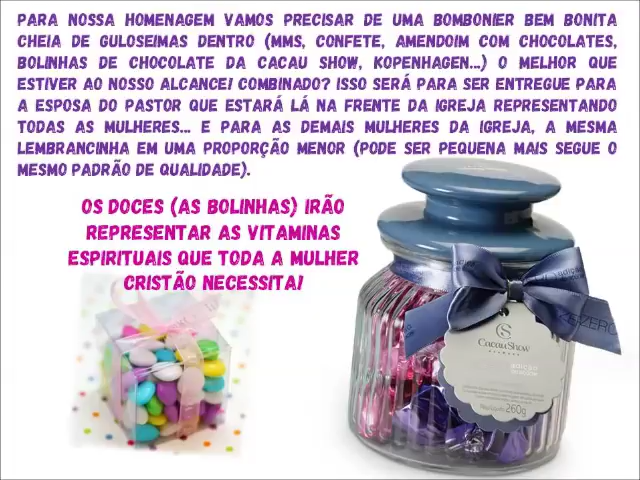 PARA NOSSA HOMENAGEM VAMOS PRECISAR DE UMA BOMBONIER BEM BONITA
CHEIA DE GULOSEIMAS DENTRO (MMS, CONFETE, AMENDOIM COM CHOCOLATES,
BOLINHAS DE CHOCOLATE DA CACAU SHOW, KOPENHAGEN...) O MELHOR QUE
ESTIVER AO NOSSO ALCANCE! COMBINADO? ISSO SERÁ PARA SER ENTREGUE PARA
A ESPOSA DO PASTOR QUE ESTARÁ LÁ NA FRENTE DA IGREJA REPRESENTANDO
TODAS AS MULHERES... E PARA AS DEMAIS MULHERES DA IGREJA, A MESMA
LEMBRANCINHA EM UMA PROPORÇÃO MENOR (PODE SER PEQUENA MAIS SEGUE O
MESMO PADRÃO DE QUALIDADE).
OS DOCES (AS BOLINHAS) IRÃO
REPRESENTAR AS VITAMINAS
ESPIRITUAIS QUE TODA A MULHER
CRISTÃO NECESSITA!
CS
CACAU SHOW
260g